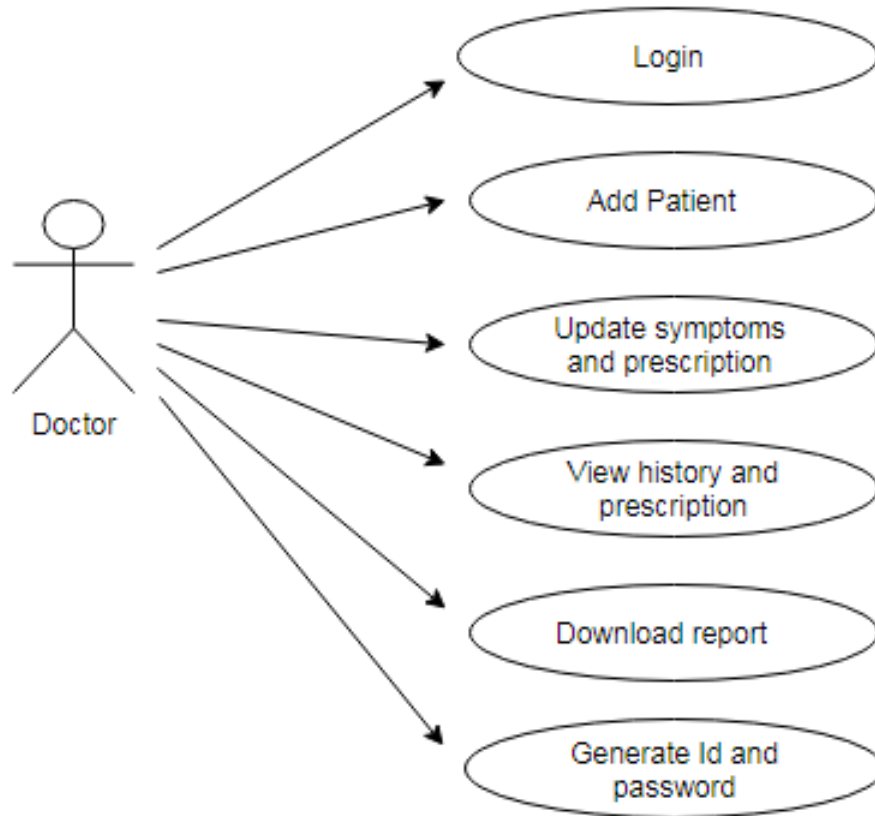 Login
Add Patient
Update symptoms
and prescription
Doctor
View history and
prescription
Download report
Generate Id and
password